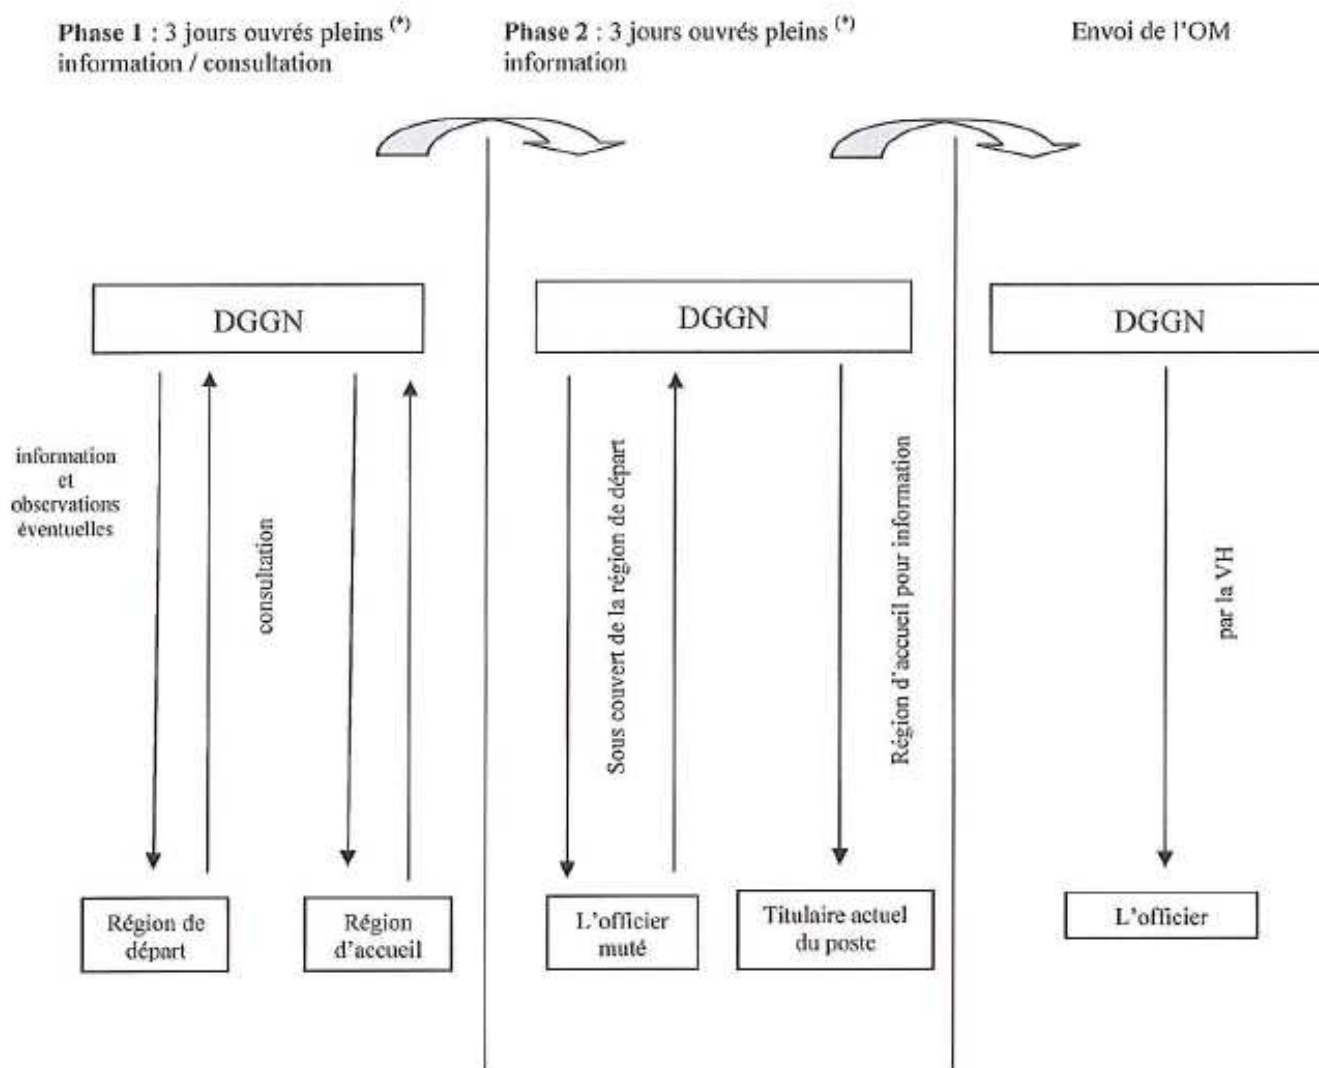 Phase 1 : 3 jours ouvrés pleins (*)
information / consultation
Phase 2 : 3 jours ouvrés pleins (*)
information
Envoi de l'OM
DGGN
DGGN
DGGN
information
et
observations
éventuelles
consultation
Sous couvert de la région de départ
Région d'accueil pour information
par la VH
Région de
départ
Région
d'accueil
L'officier
muté
Titulaire actuel
du poste
L'officier